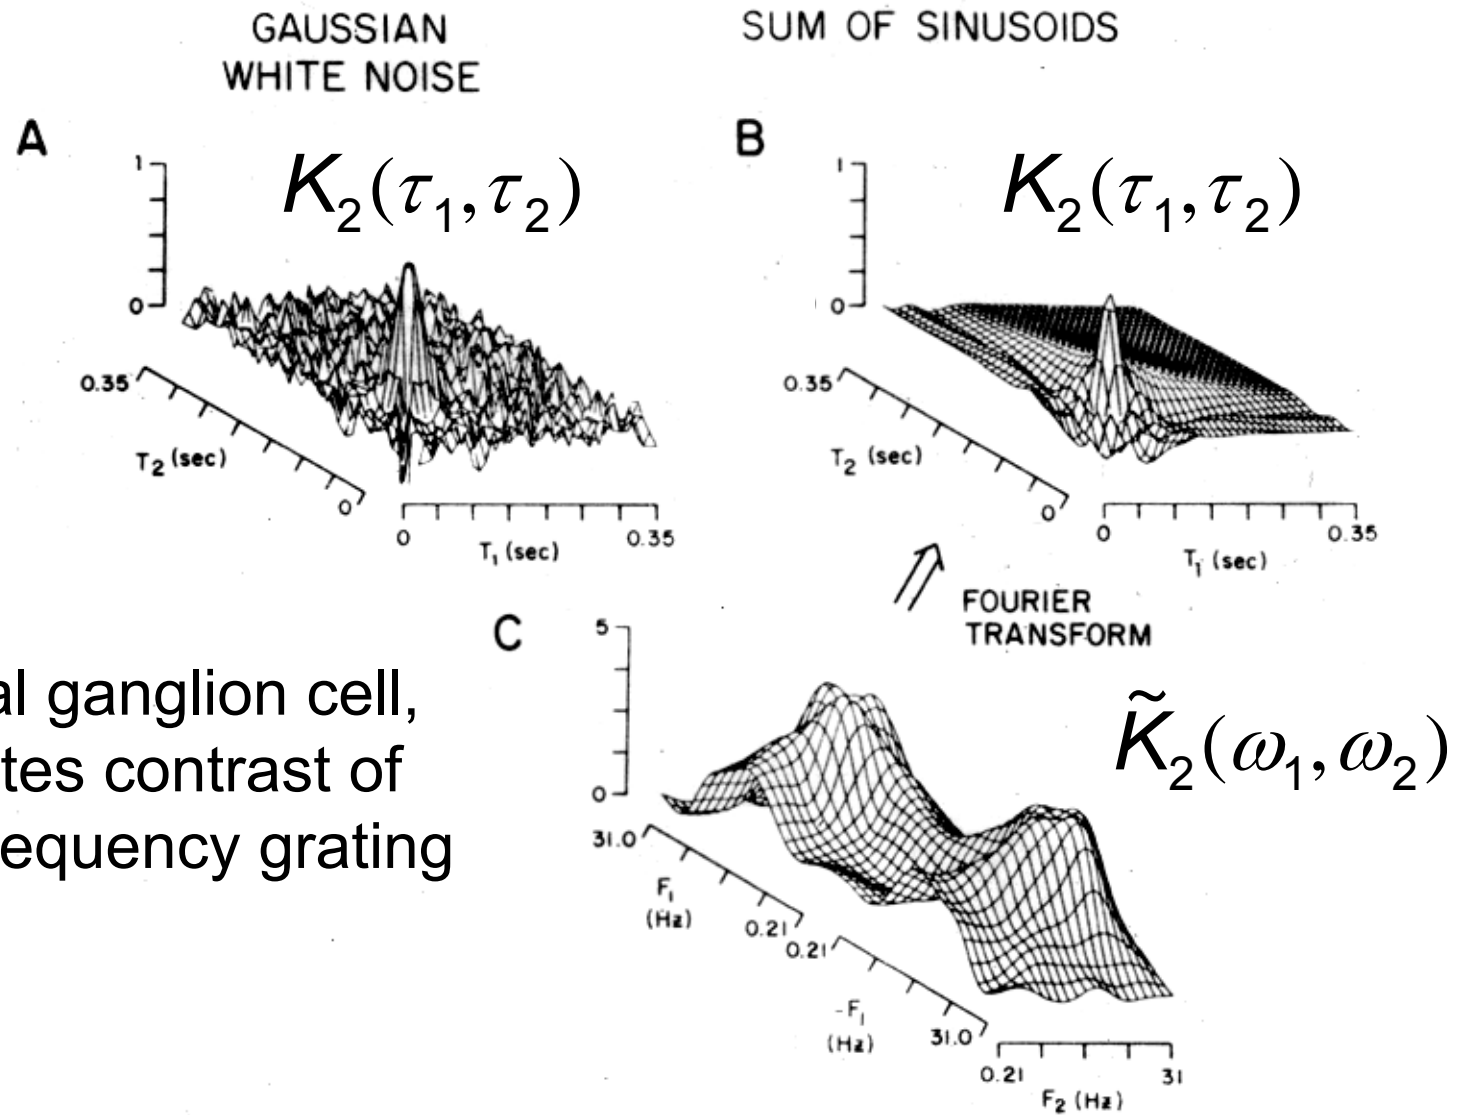 GAUSSIAN
WHITE NOISE
SUM OF SINUSOIDS
A
K₂(τ₁,τ₂)
1
0
0.35
T₂ (sec)
0
0
T₁ (sec)
0.35
B
K₂(τ₁,τ₂)
1
0
0.35
T₂ (sec)
0
0
T₁ (sec)
0.35
FOURIER
TRANSFORM
C
5
0
K̃₂(ω₁,ω₂)
31.0
F₁
(Hz)
0.21
0.21
-F₁
(Hz)
31.0
0.21
F₂ (Hz)
31
al ganglion cell,
tes contrast of
equency grating